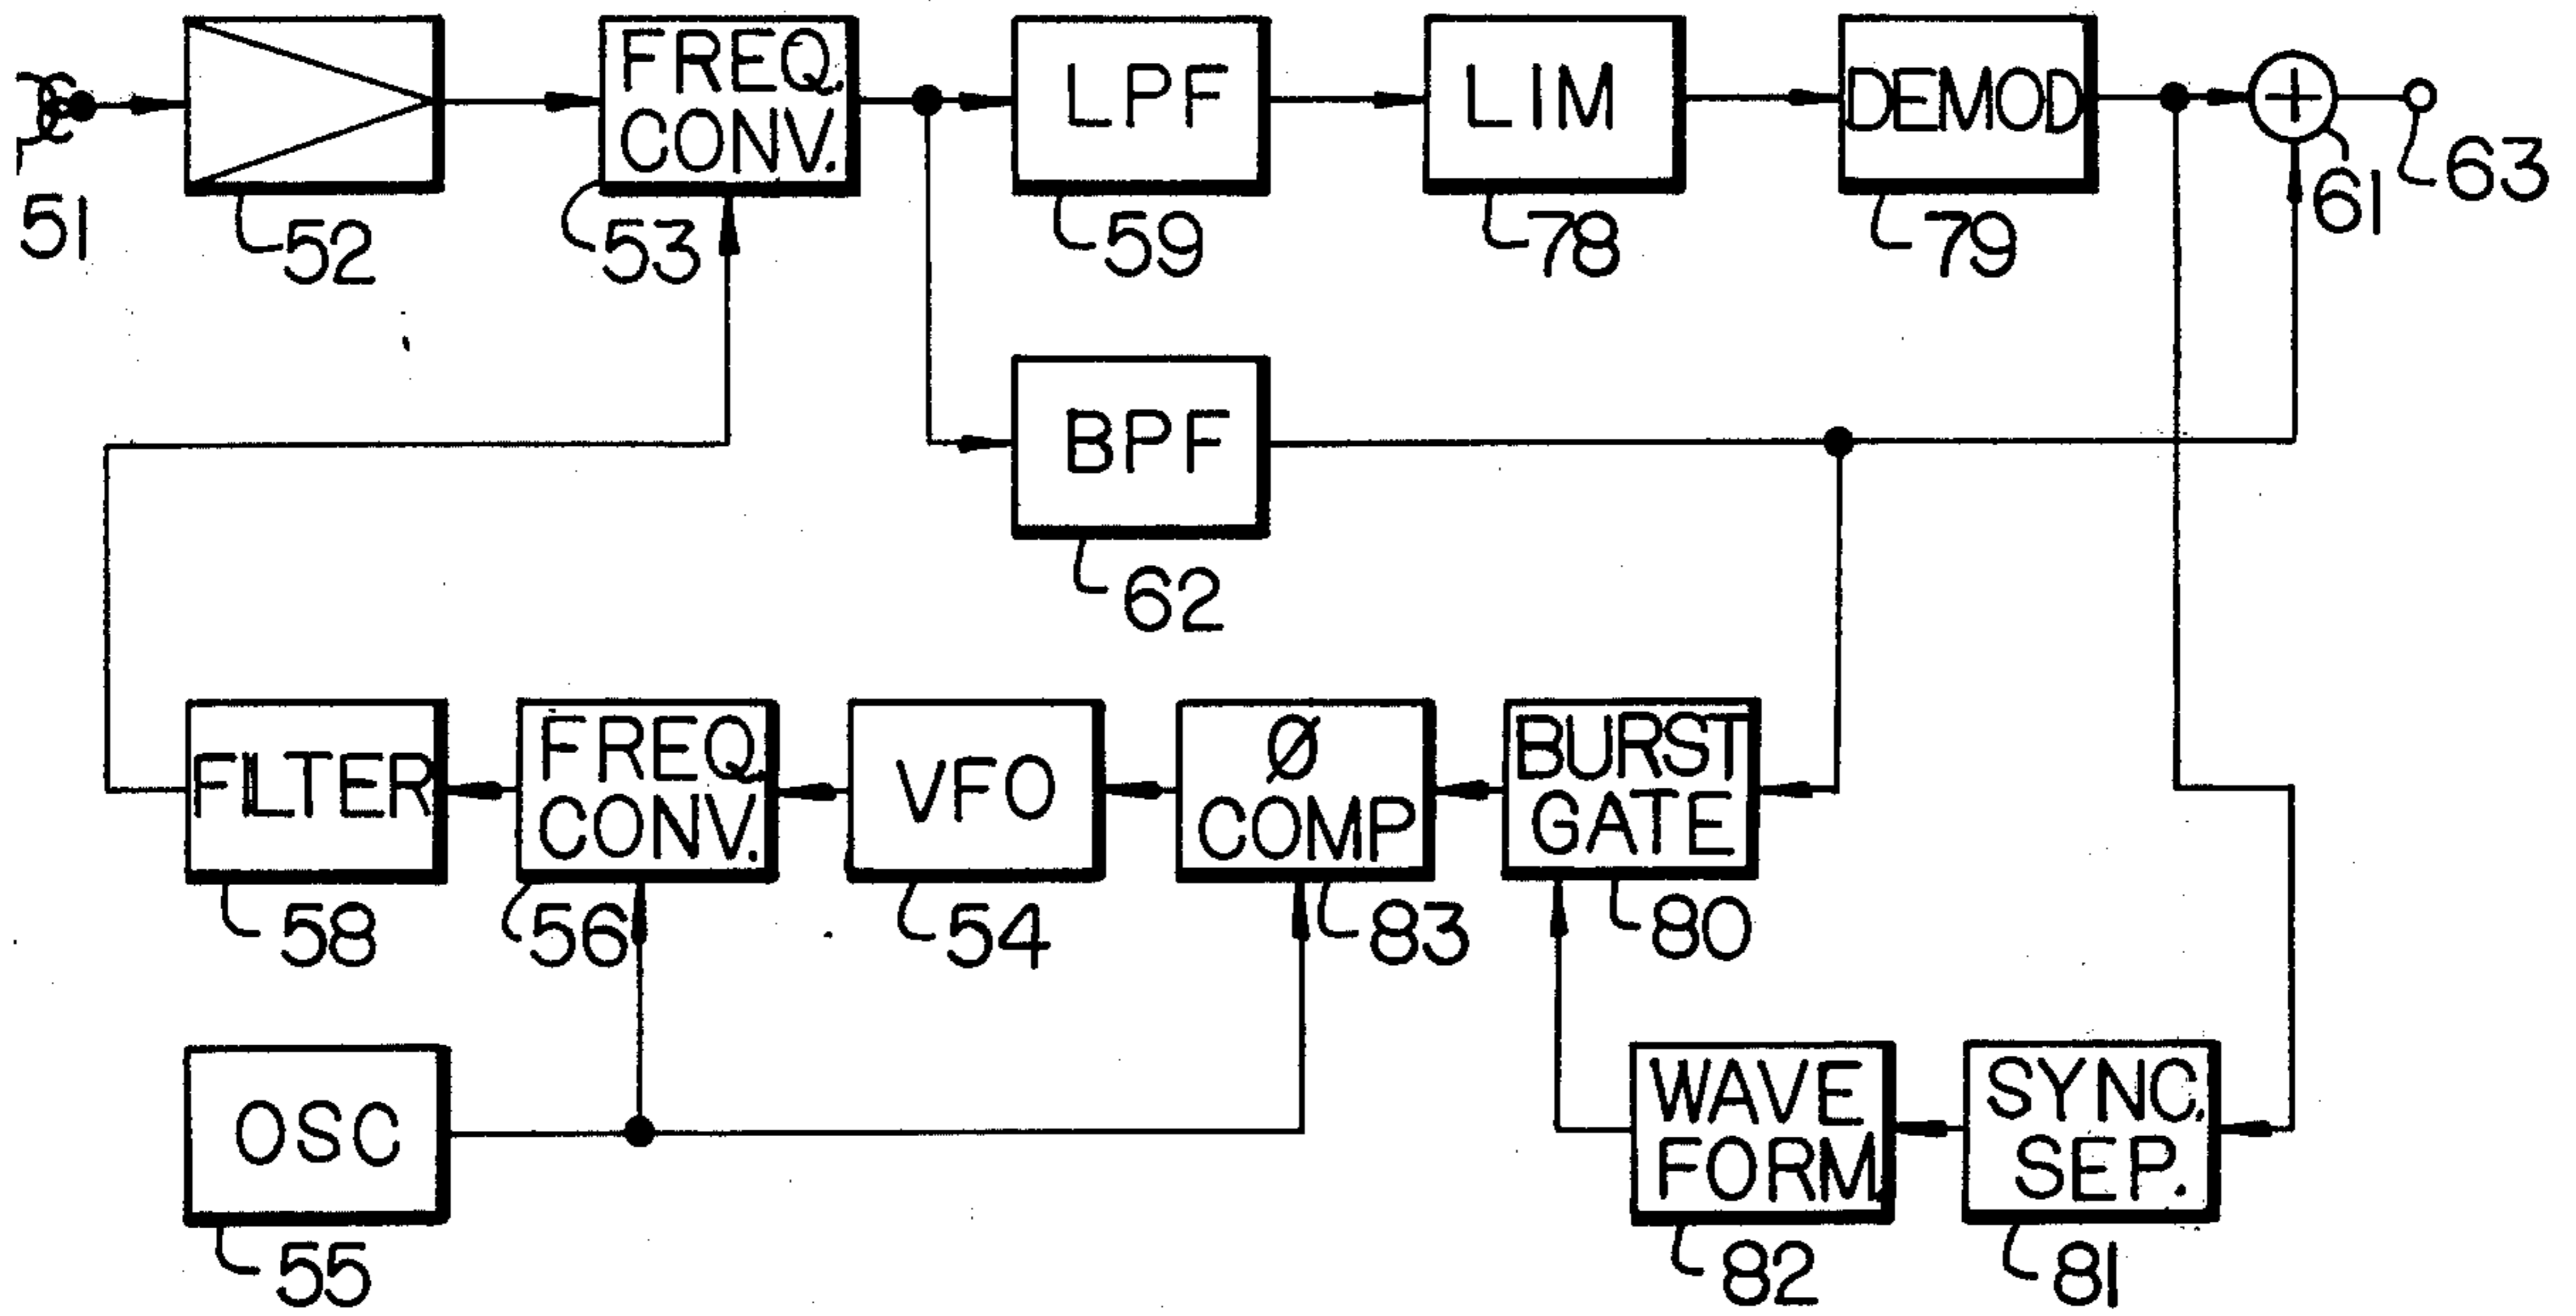 FREQ.
CONV.
LPF
LIM
DEMOD
+
51
52
53
59
78
79
61
63
BPF
62
FILTER
FREQ.
CONV.
VFO
Ø
COMP
BURST
GATE
58
56
54
83
80
OSC
WAVE
FORM.
SYNC.
SEP.
55
82
81